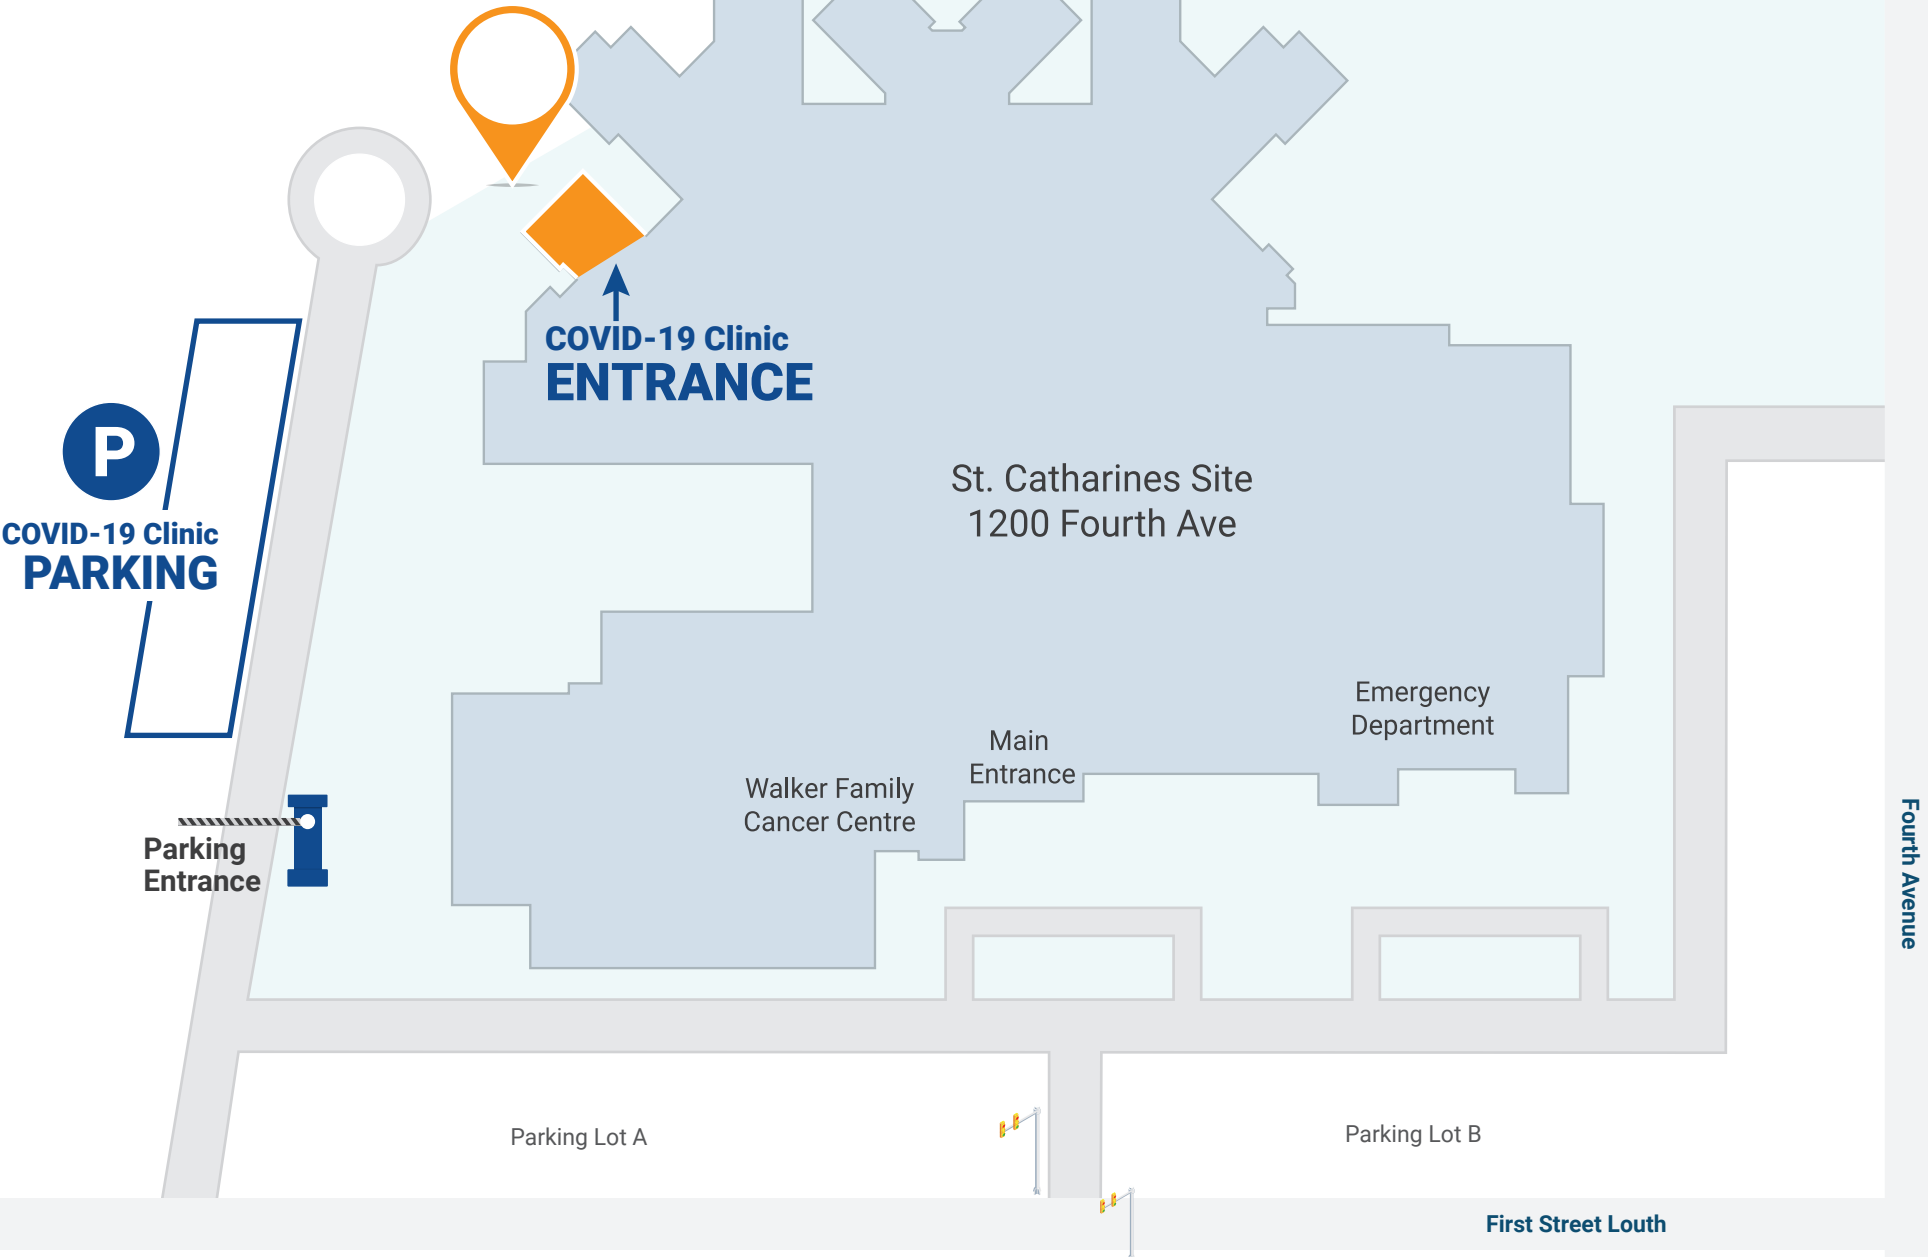 COVID-19 Clinic
ENTRANCE
P
COVID-19 Clinic
PARKING
St. Catharines Site
1200 Fourth Ave
Emergency
Department
Main
Entrance
Walker Family
Cancer Centre
Parking
Entrance
Fourth Avenue
Parking Lot A
Parking Lot B
First Street Louth